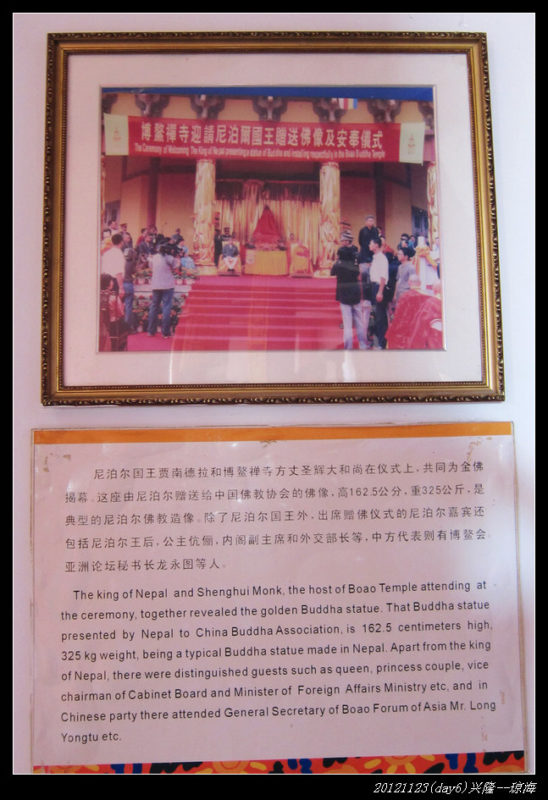 博鰲禪寺迎請尼泊爾國王贈送佛像及安奉儀式
The Ceremony of Welcoming The King of Nepal presenting a statue of Buddha and installing respectfully in the Boao Buddha Temple
尼泊尔国王贾南德拉和博鳌禅寺方丈圣辉大和尚在仪式上，共同为金佛
揭幕。这座由尼泊尔赠送给中国佛教协会的佛像，高162.5公分，重325公斤，是
典型的尼泊尔佛教造像。除了尼泊尔国王外，出席赠佛仪式的尼泊尔嘉宾还
包括尼泊尔王后，公主伉俪，内阁副主席和外交部长等，中方代表则有博鳌会
亚洲论坛秘书长龙永图等人。
The king of Nepal and Shenghui Monk, the host of Boao Temple attending at
the ceremony, together revealed the golden Buddha statue. That Buddha statue
presented by Nepal to China Buddha Association, is 162.5 centimeters high,
325 kg weight, being a typical Buddha statue made in Nepal. Apart from the king
of Nepal, there were distinguished guests such as queen, princess couple, vice
chairman of Cabinet Board and Minister of Foreign Affairs Ministry etc, and in
Chinese party there attended General Secretary of Boao Forum of Asia Mr. Long
Yongtu etc.
20121123(day6)兴隆--琼海